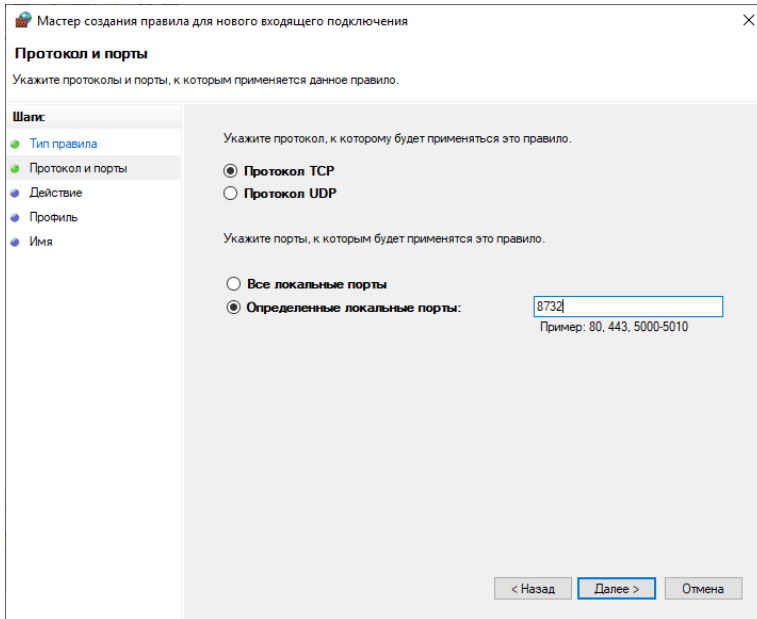 Мастер создания правила для нового входящего подключения
Протокол и порты
Укажите протоколы и порты, к которым применяется данное правило.
Шаги:
Тип правила
Протокол и порты
Действие
Профиль
Имя
Укажите протокол, к которому будет применяться это правило.
Протокол TCP
Протокол UDP
Укажите порты, к которым будет применятся это правило.
Все локальные порты
Определенные локальные порты:
8732
Пример: 80, 443, 5000-5010
< Назад
Далее >
Отмена